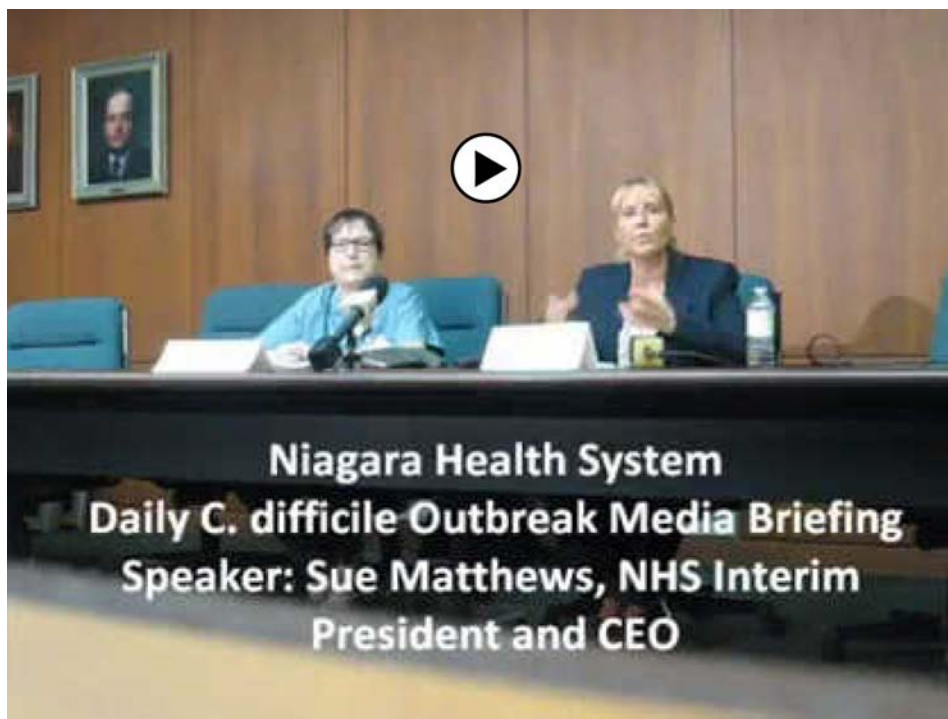 Niagara Health System
Daily C. difficile Outbreak Media Briefing
Speaker: Sue Matthews, NHS Interim
President and CEO